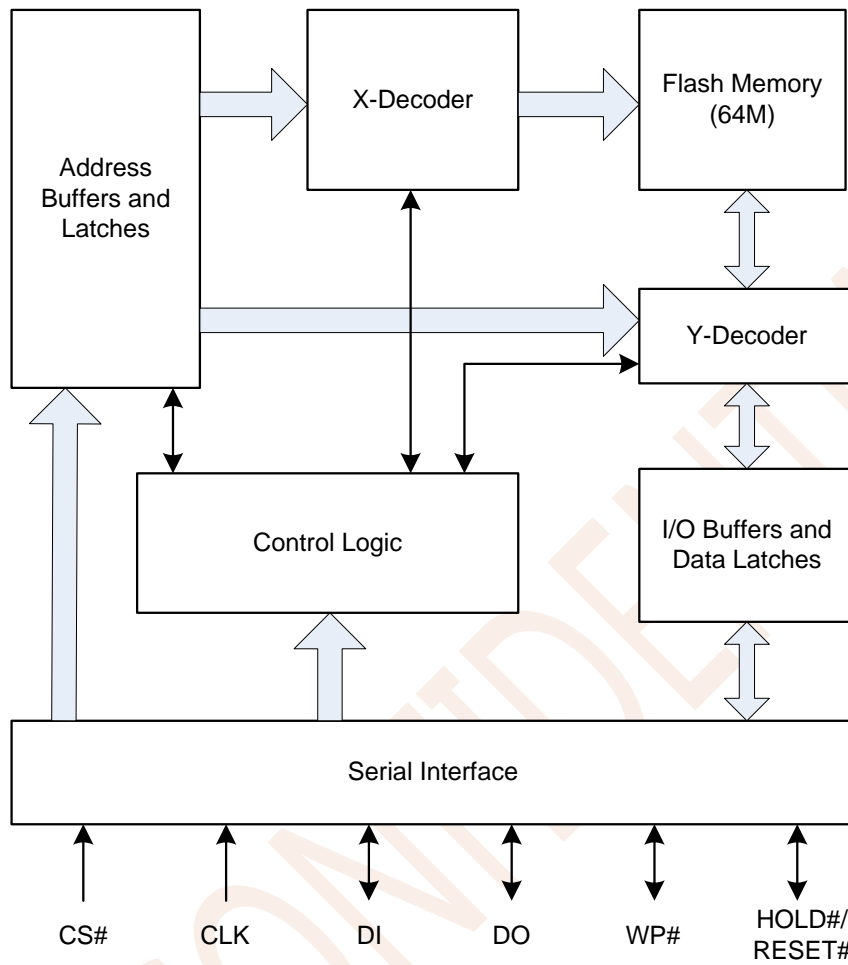 X-Decoder
Flash Memory
(64M)
Address
Buffers and
Latches
Y-Decoder
Control Logic
I/O Buffers and
Data Latches
Serial Interface
CS#
CLK
DI
DO
WP#
HOLD#/
RESET#
ONFIDENTI